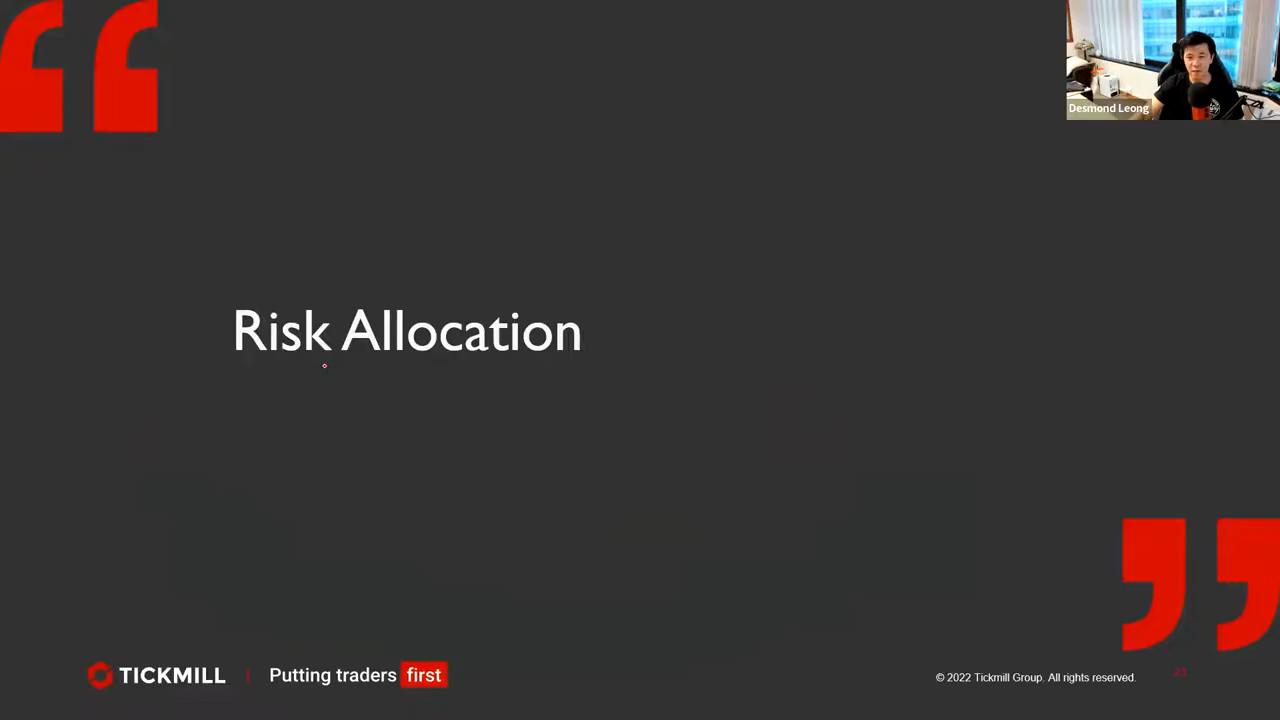 Desmond Leong
Risk Allocation
TICKMILL | Putting traders first
© 2022 Tickmill Group. All rights reserved.